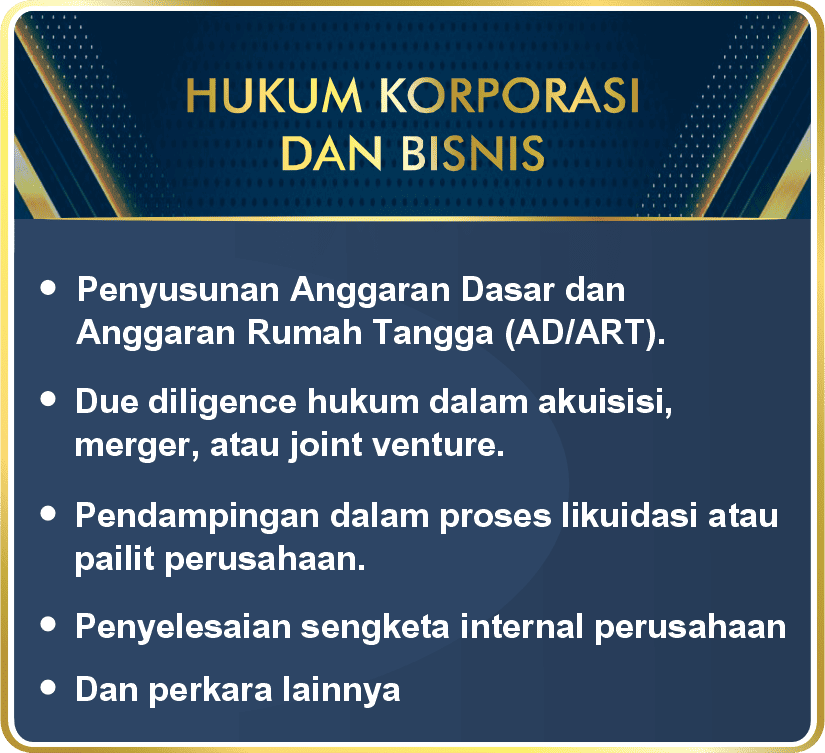 HUKUM KORPORASI
DAN BISNIS
• Penyusunan Anggaran Dasar dan
Anggaran Rumah Tangga (AD/ART).
• Due diligence hukum dalam akuisisi,
merger, atau joint venture.
• Pendampingan dalam proses likuidasi atau
pailit perusahaan.
• Penyelesaian sengketa internal perusahaan
• Dan perkara lainnya